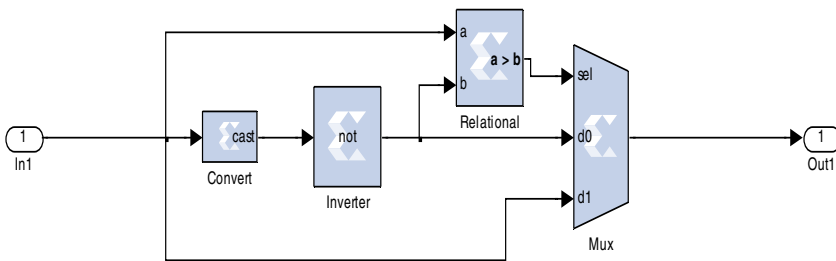 a
a > b
b
Relational
sel
1
In1
cast
Convert
not
Inverter
d0
d1
Mux
1
Out1